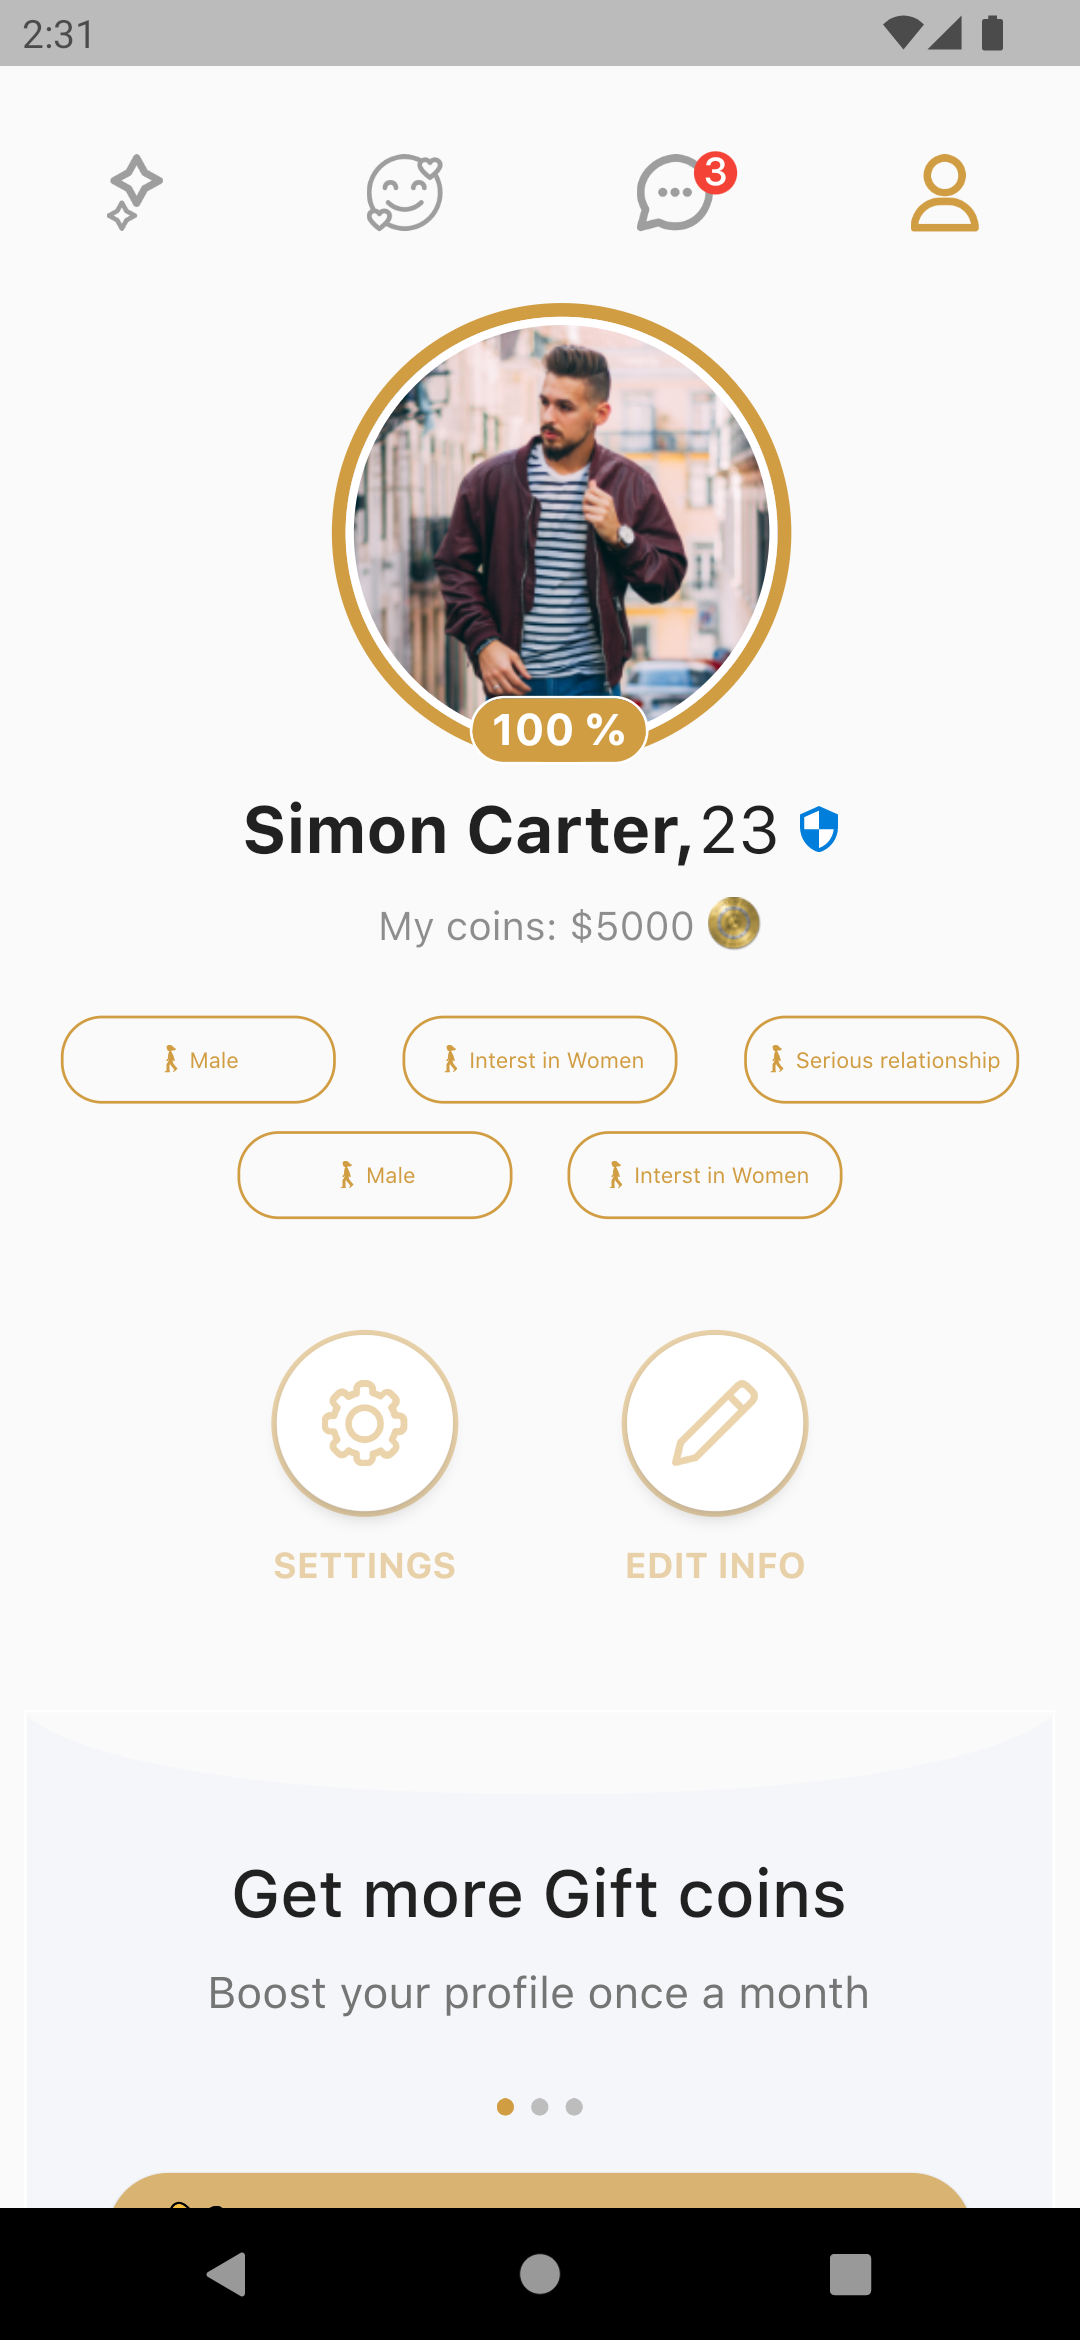 2:31
3
100 %
Simon Carter, 23
My coins: $5000
Male
Interst in Women
Serious relationship
Male
Interst in Women
SETTINGS
EDIT INFO
Get more Gift coins
Boost your profile once a month